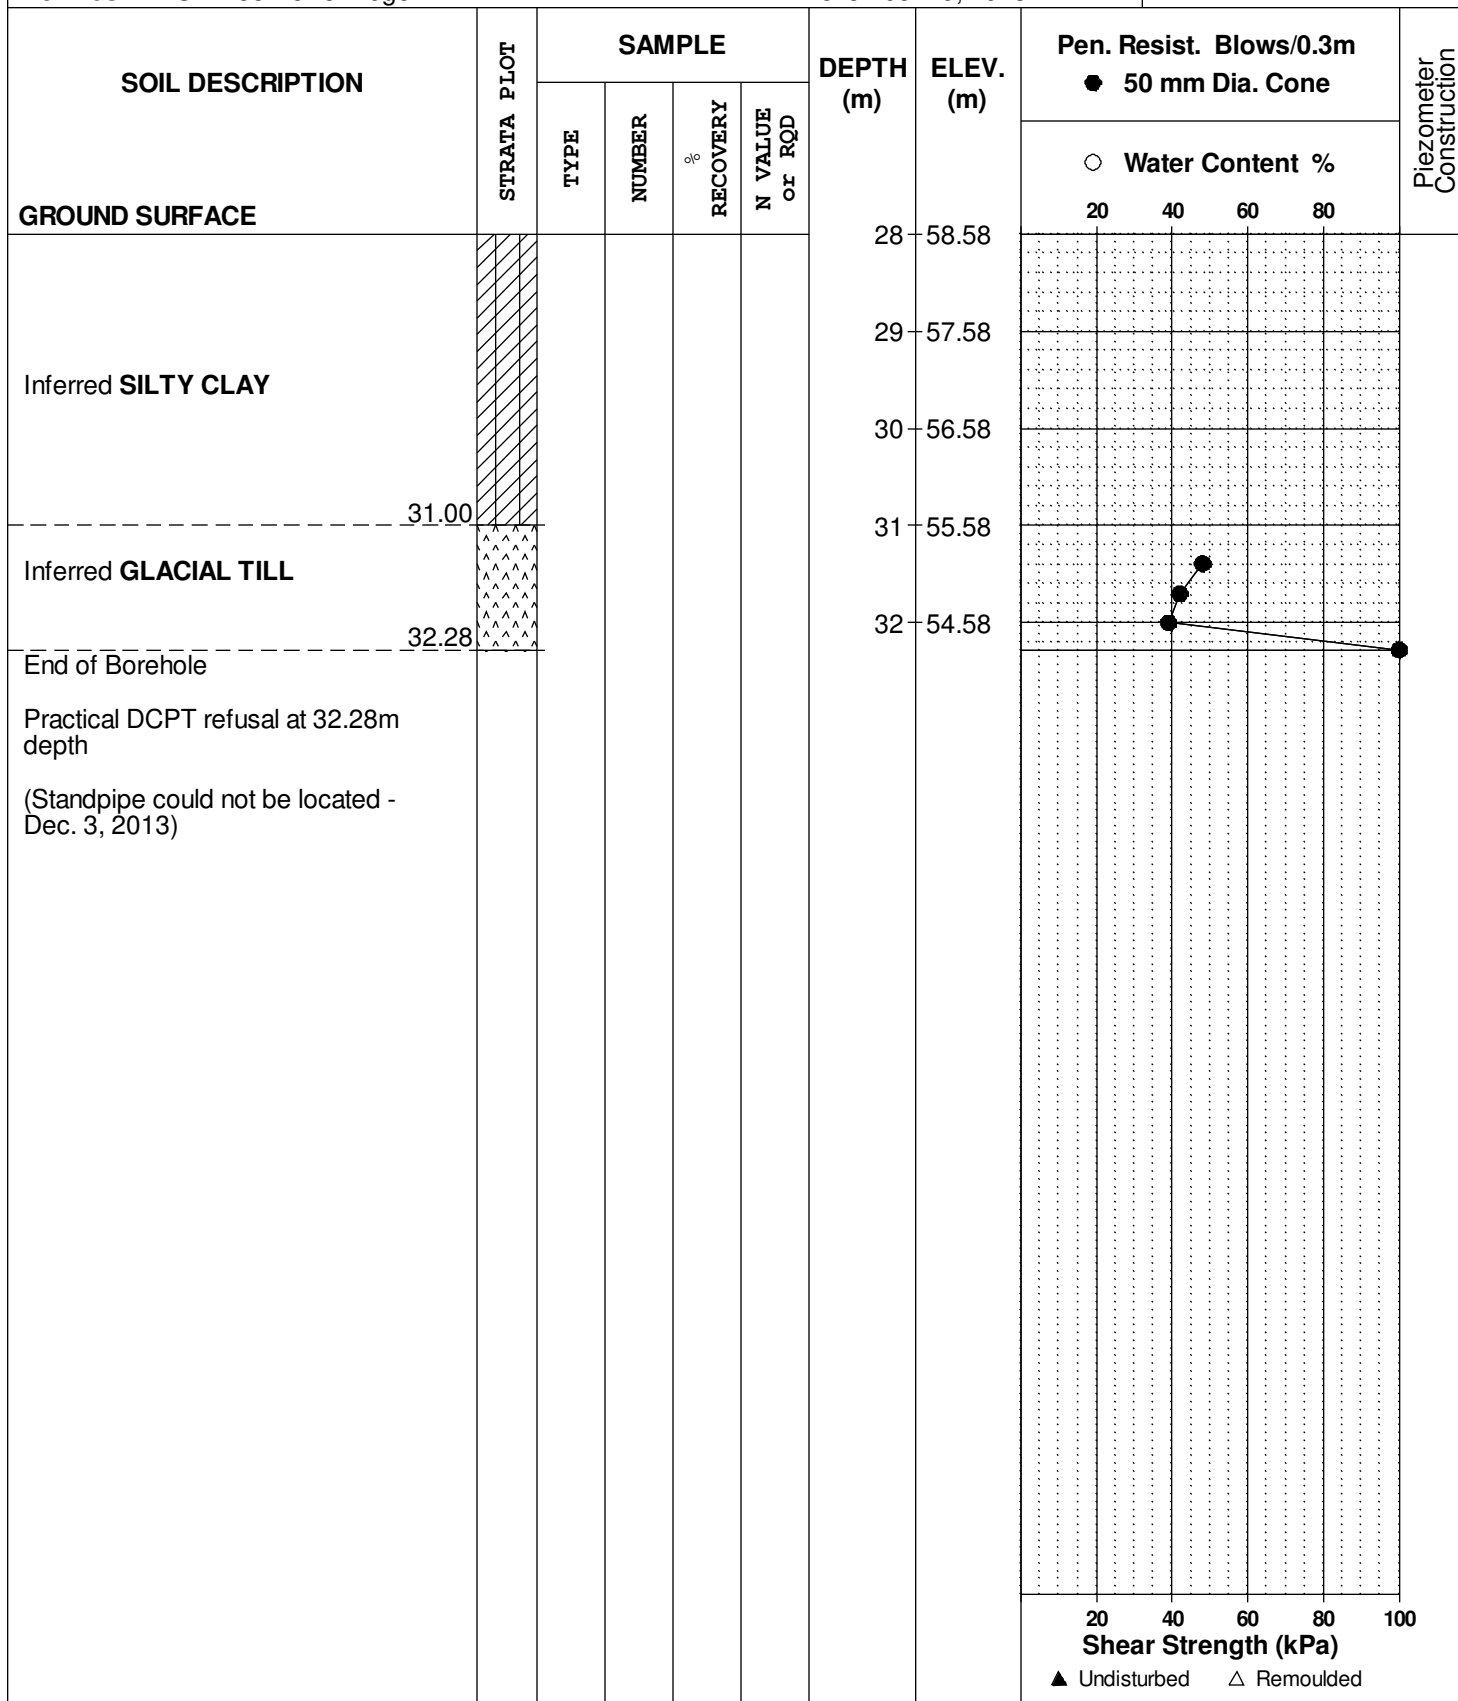 SOIL DESCRIPTION
GROUND SURFACE
STRATA PLOT
SAMPLE
TYPE
NUMBER
%
RECOVERY
N VALUE
or RQD
DEPTH
(m)
ELEV.
(m)
Pen. Resist. Blows/0.3m
● 50 mm Dia. Cone
○ Water Content %
20 40 60 80
Piezometer
Construction
28 58.58
29 57.58
Inferred SILTY CLAY
30 56.58
31.00
31 55.58
Inferred GLACIAL TILL
32 54.58
32.28
End of Borehole
Practical DCPT refusal at 32.28m
depth
(Standpipe could not be located -
Dec. 3, 2013)
20 40 60 80 100
Shear Strength (kPa)
▲ Undisturbed △ Remoulded